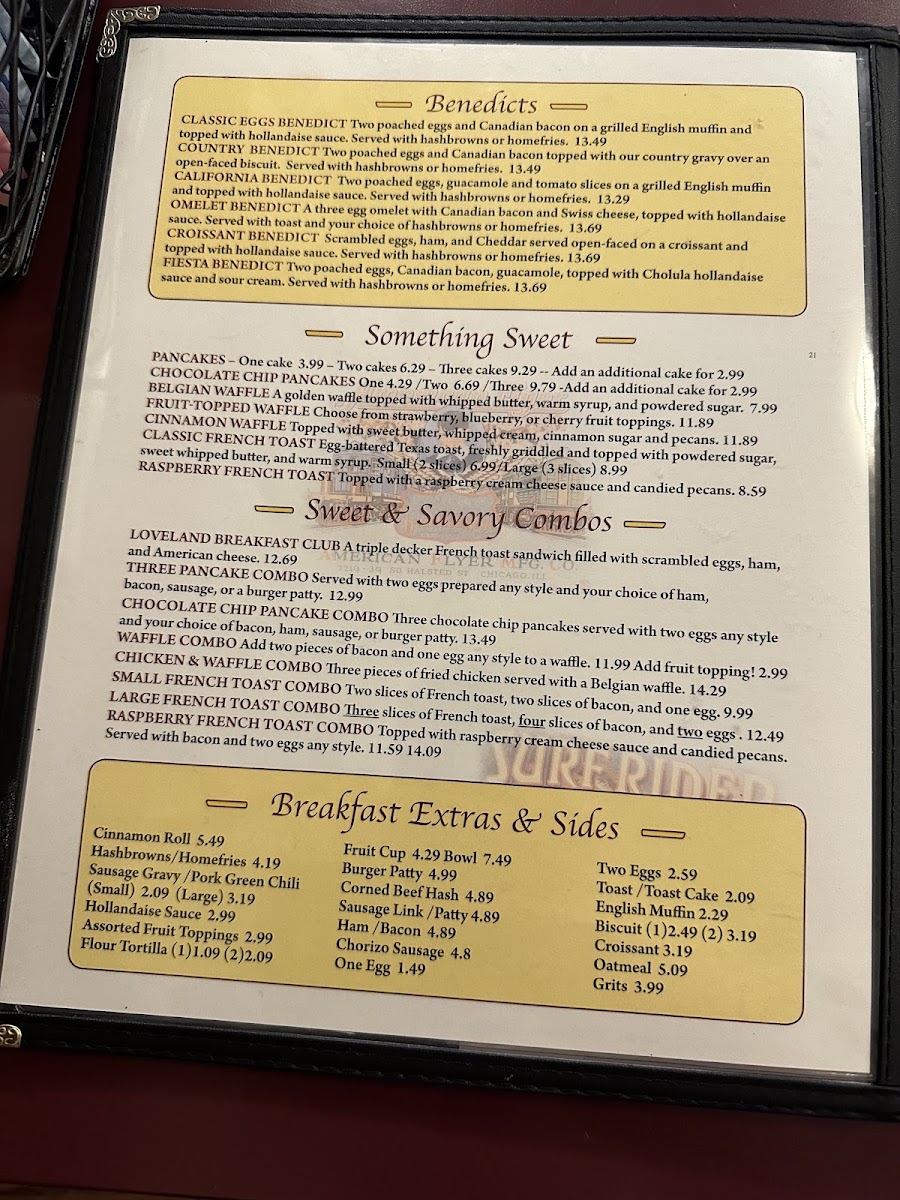 Benedicts
CLASSIC EGGS BENEDICT Two poached eggs and Canadian bacon on a grilled English muffin and
topped with hollandaise sauce. Served with hashbrowns or homefries. 13.49
COUNTRY BENEDICT Two poached eggs and Canadian bacon topped with our country gravy over an
open-faced biscuit. Served with hashbrowns or homefries. 13.49
CALIFORNIA BENEDICT Two poached eggs, guacamole and tomato slices on a grilled English muffin
and topped with hollandaise sauce. Served with hashbrowns or homefries. 13.29
OMELET BENEDICT A three egg omelet with Canadian bacon and Swiss cheese, topped with hollandaise
sauce. Served with toast and your choice of hashbrowns or homefries. 13.69
CROISSANT BENEDICT Scrambled eggs, ham, and Cheddar served open-faced on a croissant and
topped with hollandaise sauce. Served with hashbrowns or homefries. 13.69
FIESTA BENEDICT Two poached eggs, Canadian bacon, guacamole, topped with Cholula hollandaise
sauce and sour cream. Served with hashbrowns or homefries. 13.69
Something Sweet
21
PANCAKES – One cake 3.99 – Two cakes 6.29 – Three cakes 9.29 -- Add an additional cake for 2.99
CHOCOLATE CHIP PANCAKES One 4.29 /Two 6.69 /Three 9.79 -Add an additional cake for 2.99
BELGIAN WAFFLE A golden waffle topped with whipped butter, warm syrup, and powdered sugar. 7.99
FRUIT-TOPPED WAFFLE Choose from strawberry, blueberry, or cherry fruit toppings. 11.89
CINNAMON WAFFLE Topped with sweet butter, whipped cream, cinnamon sugar and pecans. 11.89
CLASSIC FRENCH TOAST Egg-battered Texas toast, freshly griddled and topped with powdered sugar,
sweet whipped butter, and warm syrup. Small (2 slices) 6.99/Large (3 slices) 8.99
RASPBERRY FRENCH TOAST Topped with a raspberry cream cheese sauce and candied pecans. 8.59
Sweet & Savory Combos
LOVELAND BREAKFAST CLUB A triple decker French toast sandwich filled with scrambled eggs, ham,
and American cheese. 12.69
AMERICAN FLYER MFG. CO.
2219-39 SO HALSTED ST. CHICAGO, ILL
THREE PANCAKE COMBO Served with two eggs prepared any style and your choice of ham,
bacon, sausage, or a burger patty. 12.99
CHOCOLATE CHIP PANCAKE COMBO Three chocolate chip pancakes served with two eggs any style
and your choice of bacon, ham, sausage, or burger patty. 13.49
WAFFLE COMBO Add two pieces of bacon and one egg any style to a waffle. 11.99 Add fruit topping! 2.99
CHICKEN & WAFFLE COMBO Three pieces of fried chicken served with a Belgian waffle. 14.29
SMALL FRENCH TOAST COMBO Two slices of French toast, two slices of bacon, and one egg. 9.99
LARGE FRENCH TOAST COMBO Three slices of French toast, four slices of bacon, and two eggs . 12.49
RASPBERRY FRENCH TOAST COMBO Topped with raspberry cream cheese sauce and candied pecans.
Served with bacon and two eggs any style. 11.59 14.09
SURFRIDER
Breakfast Extras & Sides
Cinnamon Roll 5.49
Hashbrowns/Homefries 4.19
Sausage Gravy /Pork Green Chili
(Small) 2.09 (Large) 3.19
Hollandaise Sauce 2.99
Assorted Fruit Toppings 2.99
Flour Tortilla (1)1.09 (2)2.09
Fruit Cup 4.29 Bowl 7.49
Burger Patty 4.99
Corned Beef Hash 4.89
Sausage Link /Patty 4.89
Ham /Bacon 4.89
Chorizo Sausage 4.8
One Egg 1.49
Two Eggs 2.59
Toast /Toast Cake 2.09
English Muffin 2.29
Biscuit (1)2.49 (2) 3.19
Croissant 3.19
Oatmeal 5.09
Grits 3.99